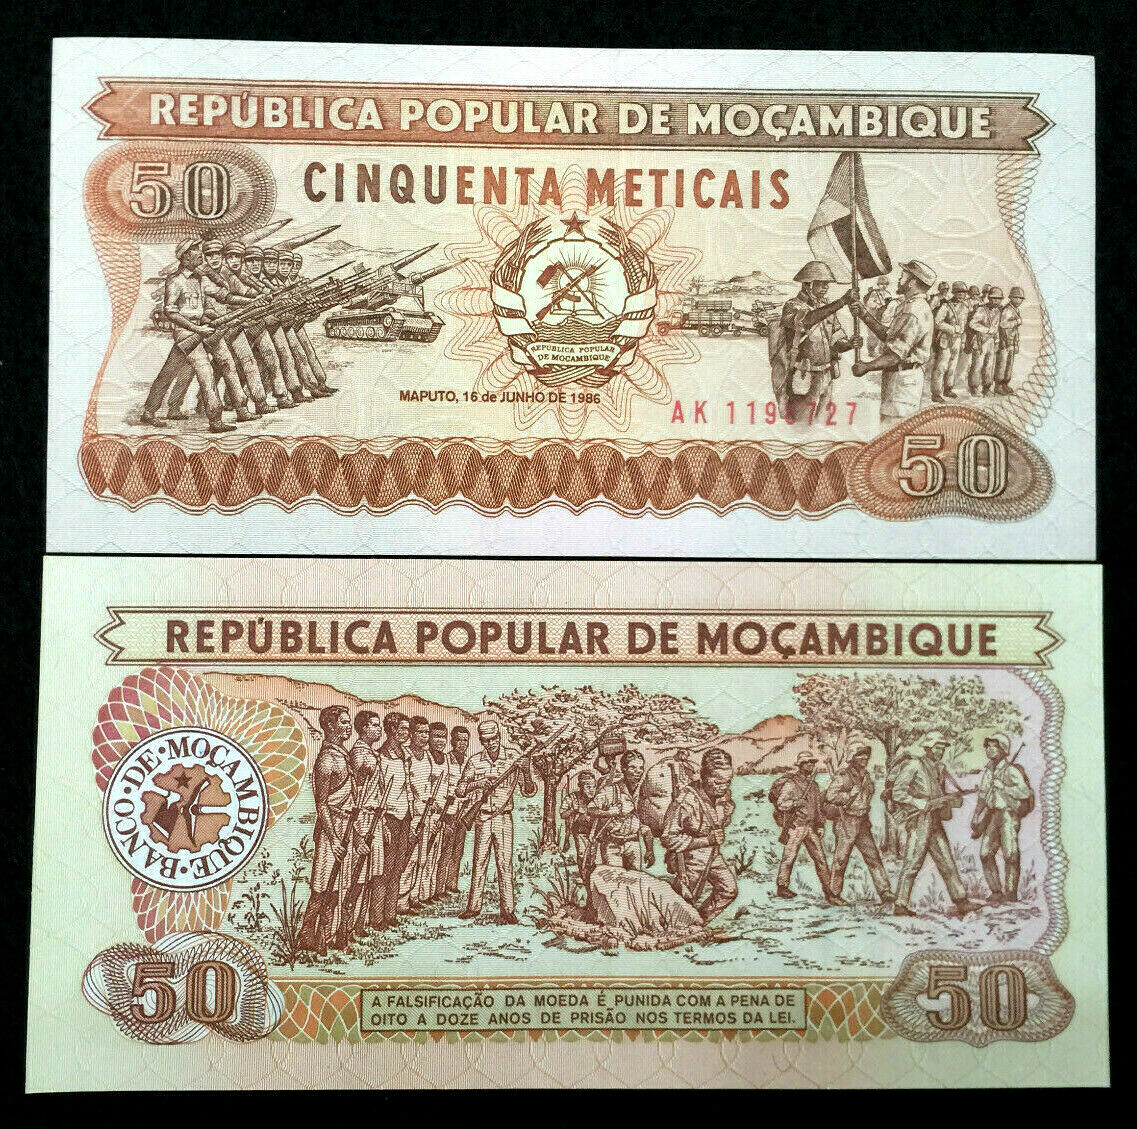 REPÚBLICA POPULAR DE MOÇAMBIQUE
50
CINQUENTA METICAIS
REPUBLICA POPULAR
DE MOÇAMBIQUE
MAPUTO, 16 de JUNHO DE 1986
AK
50
REPÚBLICA POPULAR DE MOÇAMBIQUE
BANCO·DE·MOÇAMBIQUE·
50
A FALSIFICAÇÃO DA MOEDA É PUNIDA COM A PENA DE
OITO A DOZE ANOS DE PRISÃO NOS TERMOS DA LEI.
50